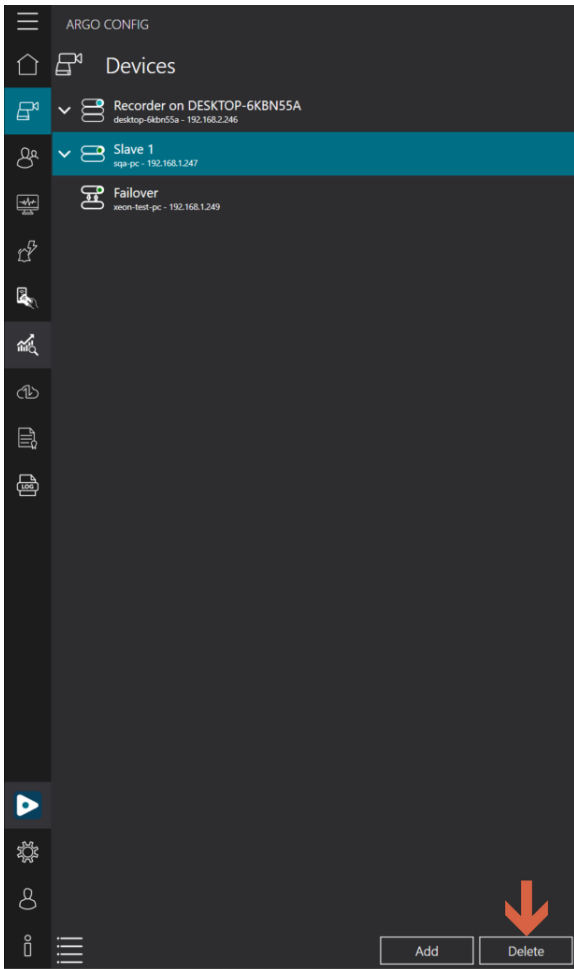 ARGO CONFIG
Devices
Recorder on DESKTOP-6KBN55A
desktop-6kbn55a - 192.168.2.246
Slave 1
sqa-pc - 192.168.1.247
Failover
xeon-test-pc - 192.168.1.249
LOG
Add
Delete